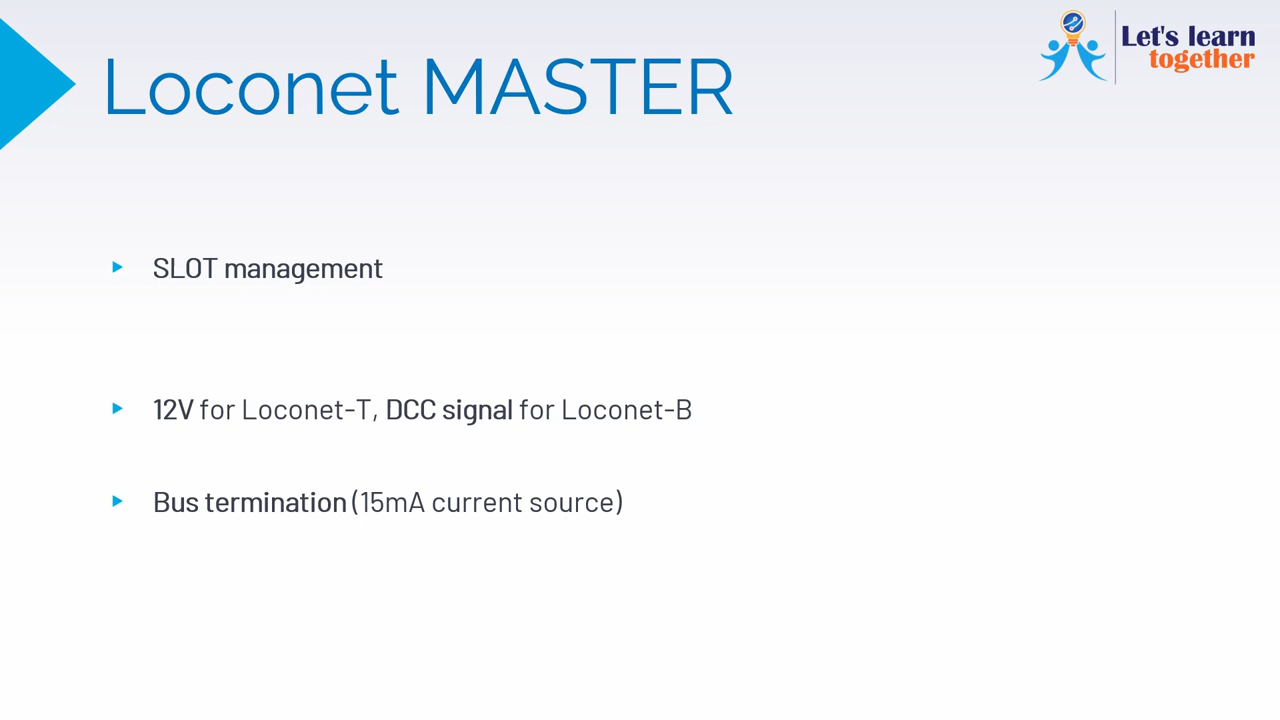 Loconet MASTER
Let's learn
together
SLOT management
12V for Loconet-T, DCC signal for Loconet-B
Bus termination (15mA current source)